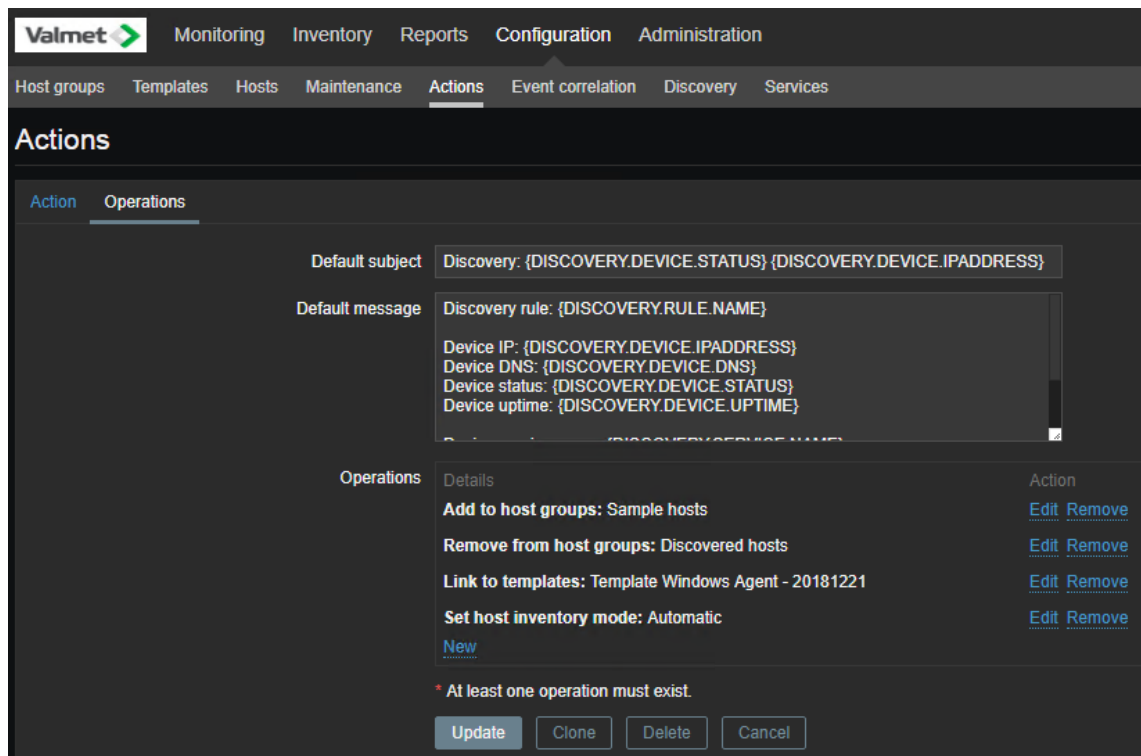 Valmet Monitoring Inventory Reports Configuration Administration
Host groups Templates Hosts Maintenance Actions Event correlation Discovery Services
Actions
Action Operations
Default subject Discovery: {DISCOVERY.DEVICE.STATUS} {DISCOVERY.DEVICE.IPADDRESS}
Default message Discovery rule: {DISCOVERY.RULE.NAME}
Device IP: {DISCOVERY.DEVICE.IPADDRESS}
Device DNS: {DISCOVERY.DEVICE.DNS}
Device status: {DISCOVERY.DEVICE.STATUS}
Device uptime: {DISCOVERY.DEVICE.UPTIME}
Operations Details Action
Add to host groups: Sample hosts Edit Remove
Remove from host groups: Discovered hosts Edit Remove
Link to templates: Template Windows Agent - 20181221 Edit Remove
Set host inventory mode: Automatic Edit Remove
New
* At least one operation must exist.
Update Clone Delete Cancel